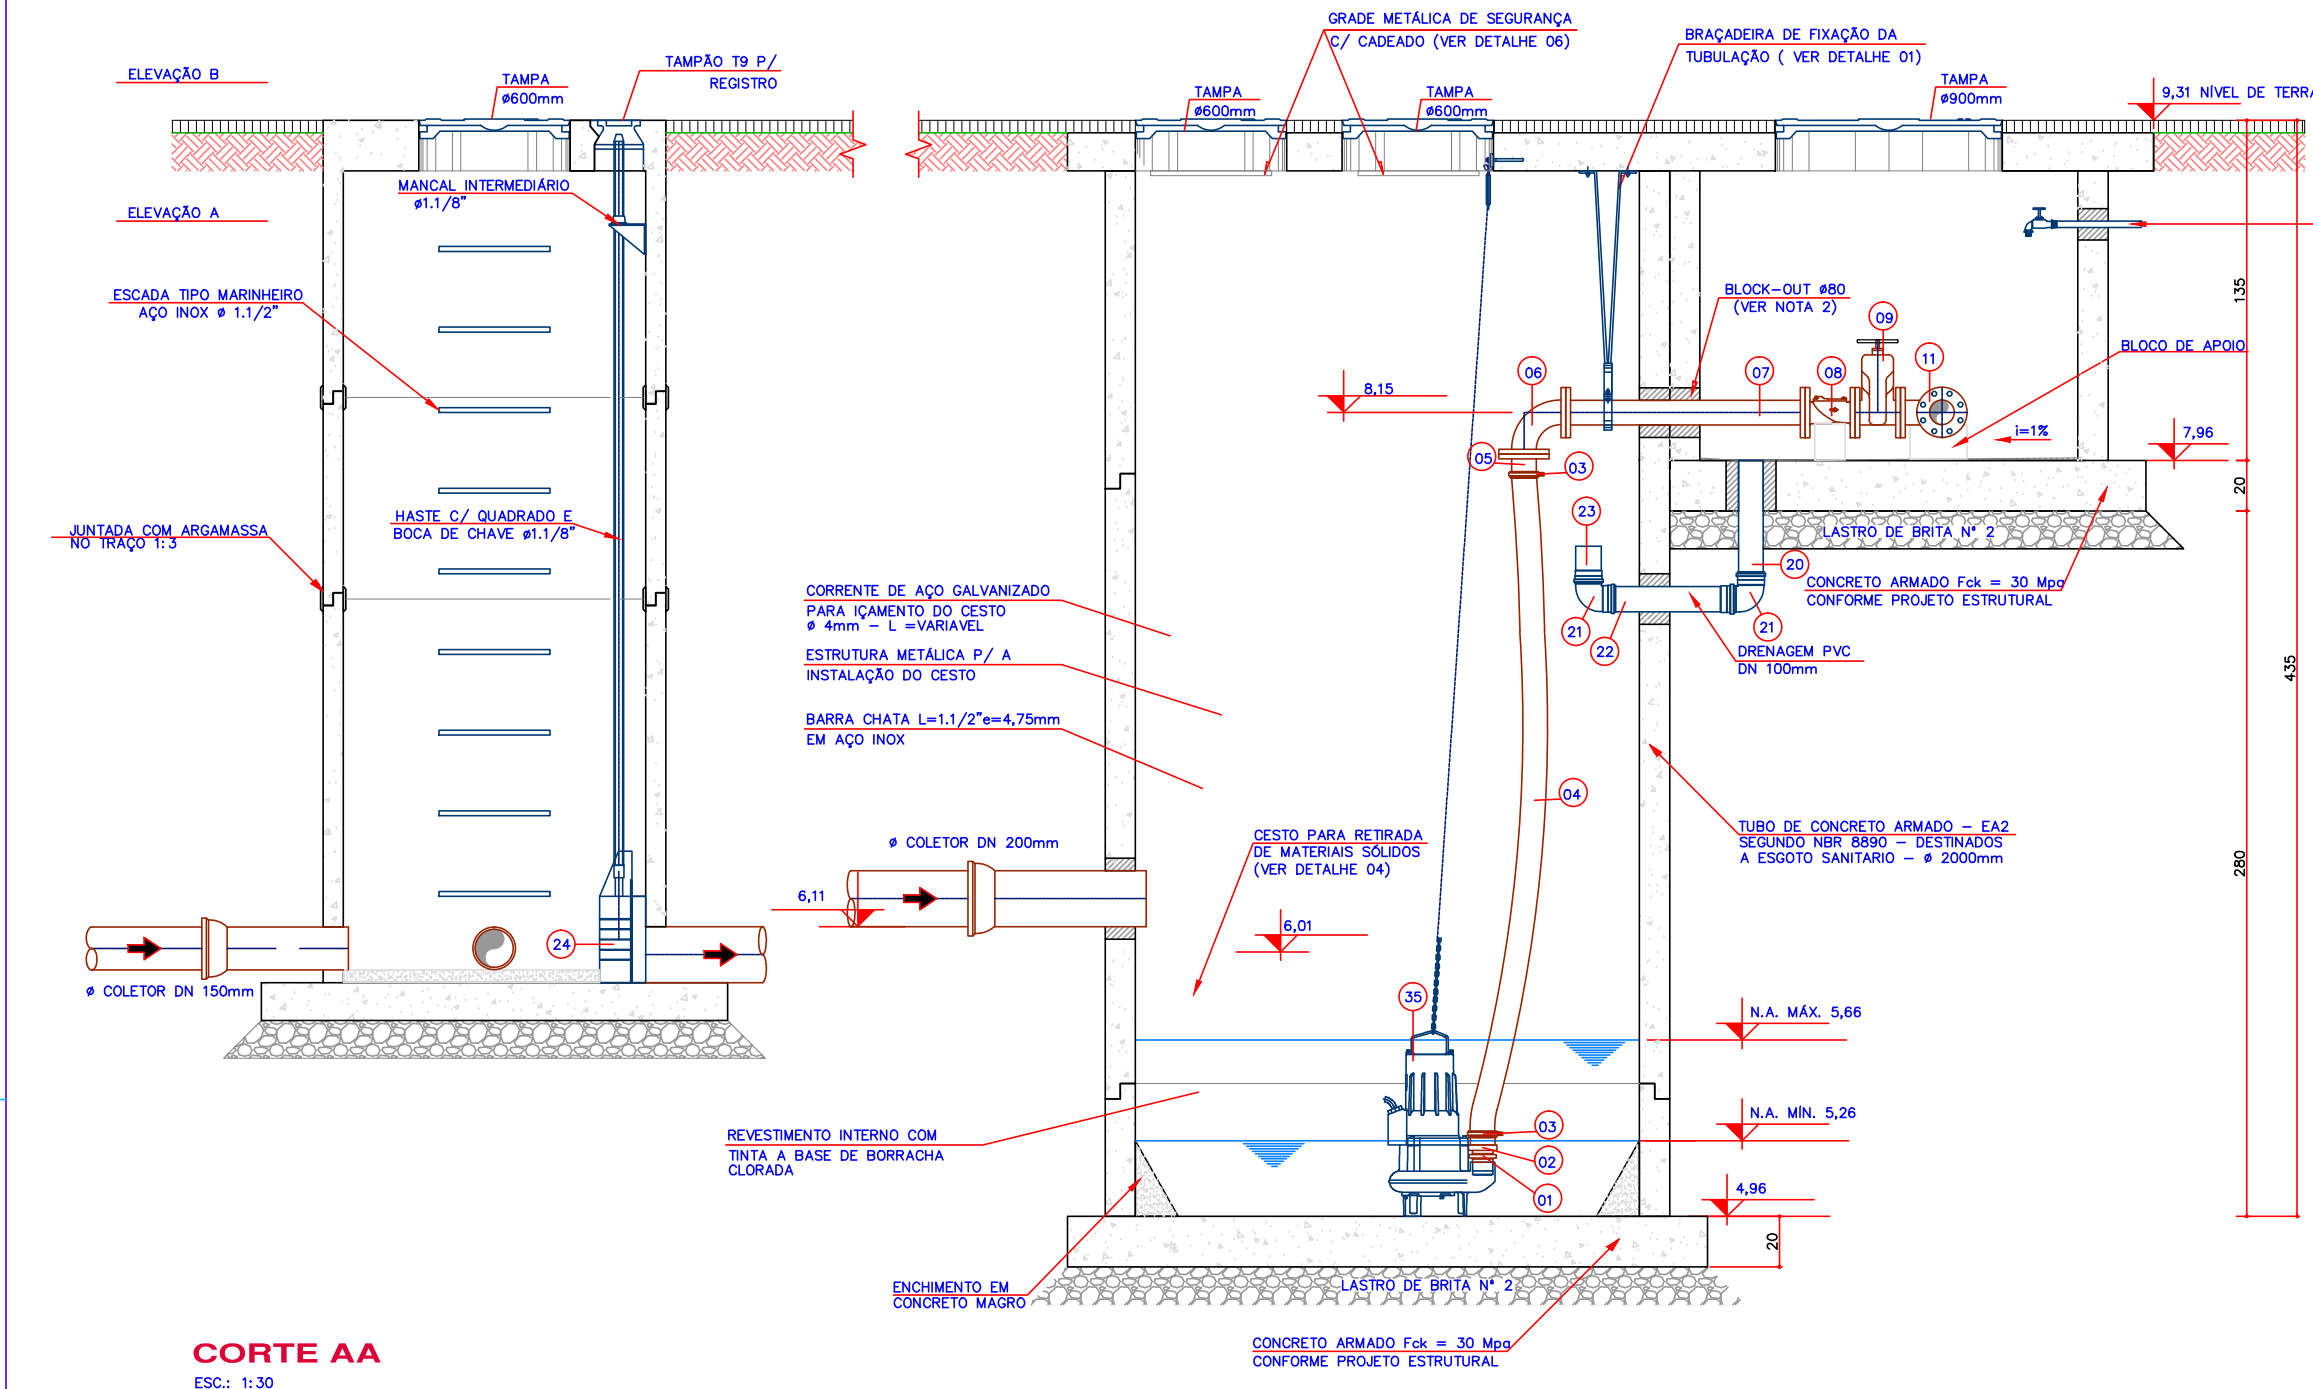 ELEVAÇÃO B
TAMPA
ø600mm
TAMPÃO T9 P/
REGISTRO
GRADE METÁLICA DE SEGURANÇA
C/ CADEADO (VER DETALHE 06)
BRAÇADEIRA DE FIXAÇÃO DA
TUBULAÇÃO ( VER DETALHE 01)
TAMPA
ø600mm
TAMPA
ø600mm
TAMPA
ø900mm
9,31 NÍVEL DE TERRA
MANCAL INTERMEDIÁRIO
ø1.1/8"
ELEVAÇÃO A
ESCADA TIPO MARINHEIRO
AÇO INOX ø 1.1/2"
BLOCK-OUT ø80
(VER NOTA 2)
135
09
BLOCO DE APOIO
06
07
08
11
8,15
i=1%
7,96
05
03
20
23
HASTE C/ QUADRADO E
BOCA DE CHAVE ø1.1/8"
JUNTADA COM ARGAMASSA
NO TRAÇO 1:3
LASTRO DE BRITA N° 2
20
CONCRETO ARMADO Fck = 30 Mpa
CONFORME PROJETO ESTRUTURAL
CORRENTE DE AÇO GALVANIZADO
PARA IÇAMENTO DO CESTO
ø 4mm - L =VARIAVEL
21
22
21
DRENAGEM PVC
DN 100mm
435
ESTRUTURA METÁLICA P/ A
INSTALAÇÃO DO CESTO
BARRA CHATA L=1.1/2"e=4,75mm
EM AÇO INOX
04
TUBO DE CONCRETO ARMADO - EA2
SEGUNDO NBR 8890 - DESTINADOS
A ESGOTO SANITARIO - ø 2000mm
280
ø COLETOR DN 200mm
CESTO PARA RETIRADA
DE MATERIAIS SÓLIDOS
(VER DETALHE 04)
6,11
6,01
24
ø COLETOR DN 150mm
35
N.A. MÁX. 5,66
N.A. MÍN. 5,26
REVESTIMENTO INTERNO COM
TINTA A BASE DE BORRACHA
CLORADA
03
02
01
4,96
20
ENCHIMENTO EM
CONCRETO MAGRO
LASTRO DE BRITA N° 2
CONCRETO ARMADO Fck = 30 Mpa
CONFORME PROJETO ESTRUTURAL
CORTE AA
ESC.: 1:30